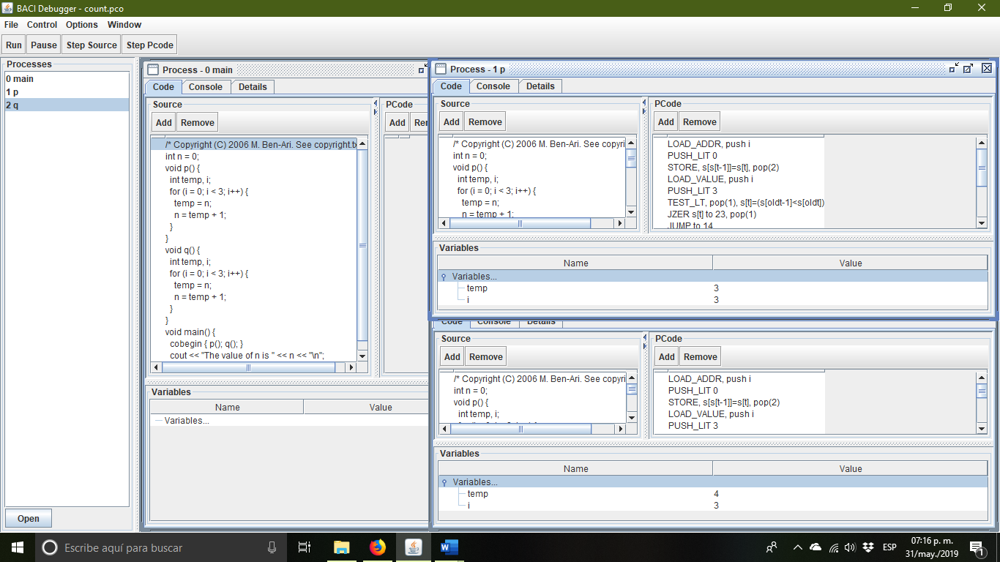 BACI Debugger - count.pco
File Control Options Window
Run Pause Step Source Step Pcode
Processes
0 main
1 p
2 q
Open
Process - 0 main
Code Console Details
Source
Add Remove
/* Copyright (C) 2006 M. Ben-Ari. See copyright.
int n = 0;
void p() {
int temp, i;
for (i = 0; i < 3; i++) {
temp = n;
n = temp + 1;
}
}
void q() {
int temp, i;
for (i = 0; i < 3; i++) {
temp = n;
n = temp + 1;
}
}
void main() {
cobegin { p(); q(); }
cout << "The value of n is " << n << "\n";
PCode
Add Rer
Variables
Name Value
Variables...
Process - 1 p
Code Console Details
Source
Add Remove
/* Copyright (C) 2006 M. Ben-Ari. See copyri
int n = 0;
void p() {
int temp, i;
for (i = 0; i < 3; i++) {
temp = n;
n = temp + 1;
PCode
Add Remove
LOAD_ADDR, push i
PUSH_LIT 0
STORE, s[s[t-1]]=s[t], pop(2)
LOAD_VALUE, push i
PUSH_LIT 3
TEST_LT, pop(1), s[t]=(s[oldt-1]<s[oldt])
JZER s[t] to 23, pop(1)
JUMP to 14
Variables
Name Value
Variables...
temp 3
i 3
Code Console Details
Source
Add Remove
/* Copyright (C) 2006 M. Ben-Ari. See copyri
int n = 0;
void p() {
int temp, i;
PCode
Add Remove
LOAD_ADDR, push i
PUSH_LIT 0
STORE, s[s[t-1]]=s[t], pop(2)
LOAD_VALUE, push i
PUSH_LIT 3
Variables
Name Value
Variables...
temp 4
i 3
Escribe aquí para buscar
W
ESP
07:16 p. m.
31/may./2019
1